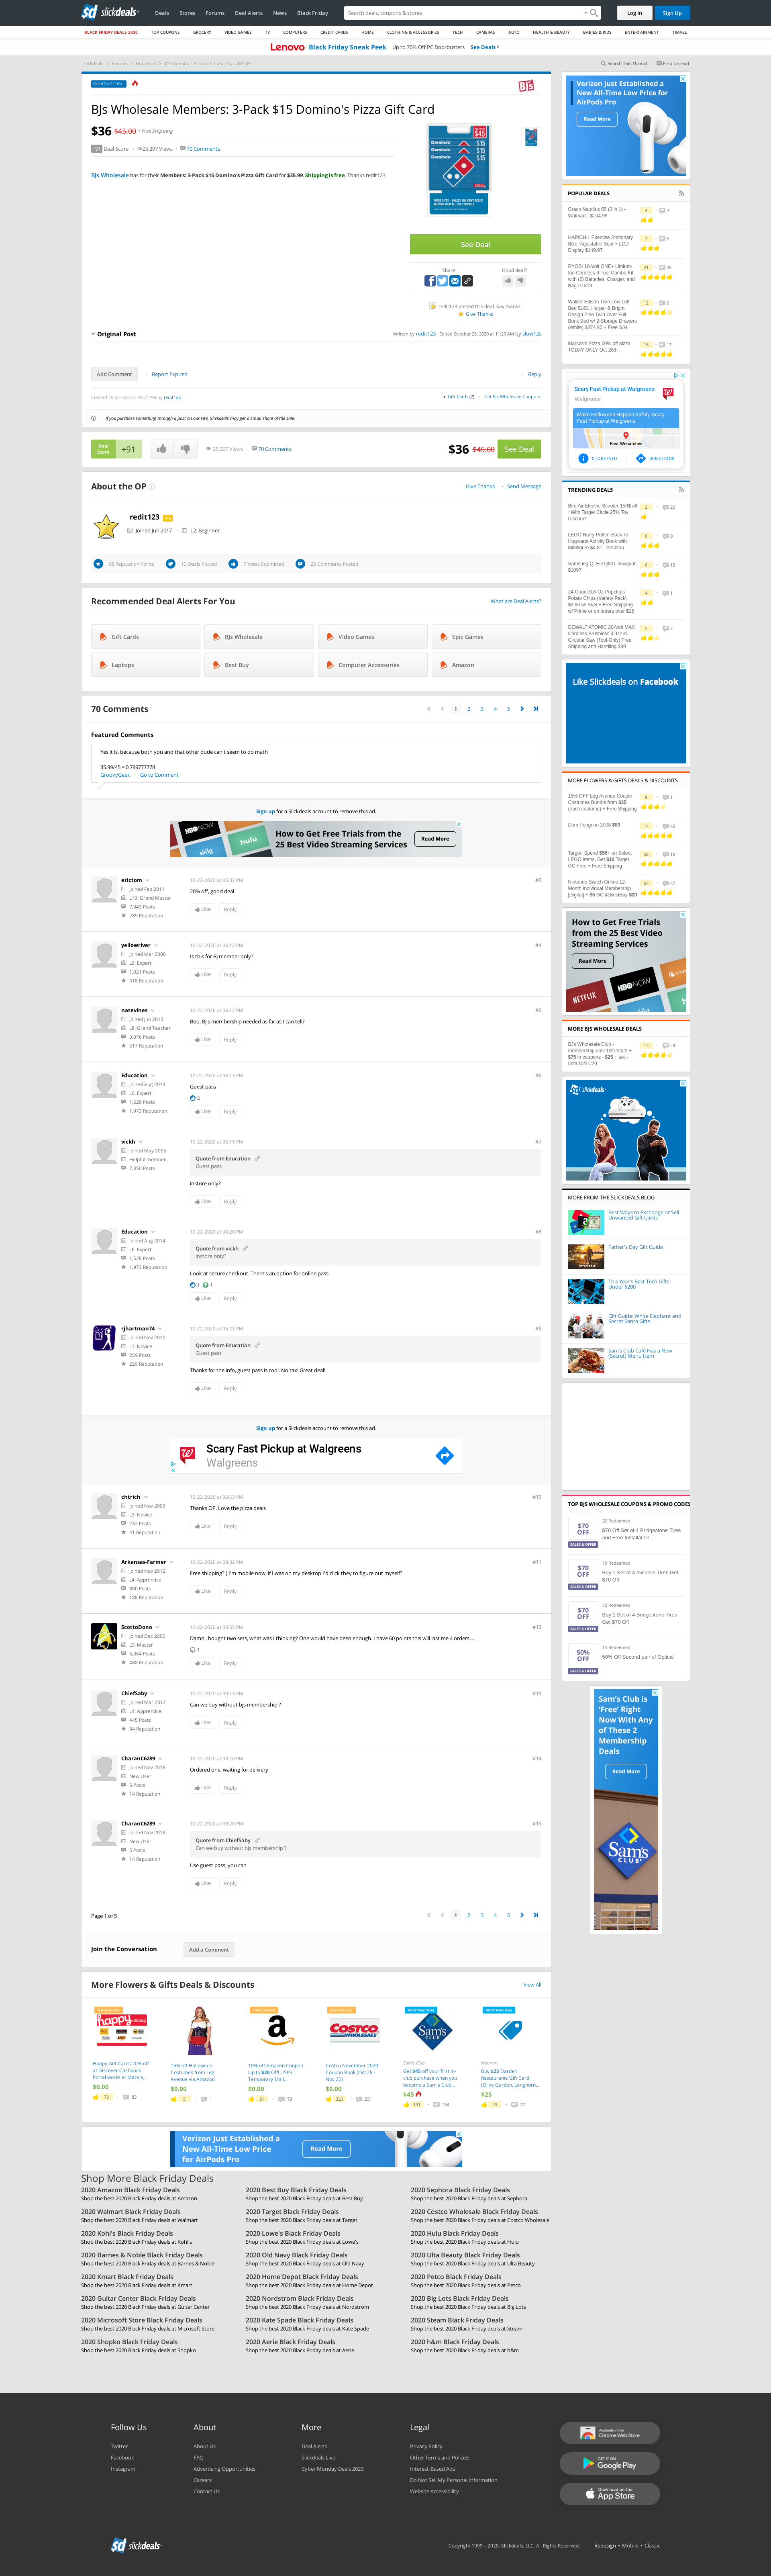 slickdeals
Deals Stores Forums Deal Alerts News Black Friday
Search deals, coupons & stores
Log In Sign Up
BLACK FRIDAY DEALS 2020 TOP COUPONS GROCERY VIDEO GAMES TV COMPUTERS CREDIT CARDS HOME CLOTHING & ACCESSORIES TECH CAMERAS AUTO HEALTH & BEAUTY BABIES & KIDS ENTERTAINMENT TRAVEL
Lenovo Black Friday Sneak Peek Up to 70% Off PC Doorbusters See Deals
Slickdeals > Forums > Hot Deals > $15 Domino's Pizza Gift Card, 3-pk. $35.99
Search This Thread First Unread
FRONTPAGE DEAL
BJs Wholesale Members: 3-Pack $15 Domino's Pizza Gift Card
$36 $45.00 + Free Shipping
+91 Deal Score 25,297 Views 70 Comments
BJs Wholesale has for their Members: 3-Pack $15 Domino's Pizza Gift Card for $35.99. Shipping is free. Thanks redit123
See Deal
Share Good deal?
redit123 posted this deal. Say thanks!
Give Thanks
Original Post
Written by redit123 Edited October 23, 2020 at 11:29 AM by slow12s
Add Comment Report Expired Reply
Created 10-22-2020 at 05:27 PM by redit123
Gift Cards (?) Get BJs Wholesale Coupons
If you purchase something through a post on our site, Slickdeals may get a small share of the sale.
Deal Score +91 25,297 Views 70 Comments $36 $45.00 See Deal
About the OP
Give Thanks Send Message
redit123
Joined Jun 2017 L2: Beginner
68 Reputation Points 10 Deals Posted 7 Votes Submitted 25 Comments Posted
Recommended Deal Alerts For You
What are Deal Alerts?
Gift Cards BJs Wholesale Video Games Epic Games
Laptops Best Buy Computer Accessories Amazon
70 Comments
1 2 3 4 5
Featured Comments
Yes it is, because both you and that other dude can't seem to do math
35.99/45 = 0.799777778
GroovyGeek Go to Comment
Sign up for a Slickdeals account to remove this ad.
HBO NOW hulu
How to Get Free Trials from the
25 Best Video Streaming Services
Read More
erictom
Joined Feb 2011
L10: Grand Master
7,043 Posts
289 Reputation
10-22-2020 at 05:32 PM #3
20% off, good deal
Like Reply
yellowriver
Joined Mar 2008
L6: Expert
1,021 Posts
518 Reputation
10-22-2020 at 06:12 PM #4
Is this for BJ member only?
Like Reply
natevines
Joined Jun 2013
L8: Grand Teacher
3,076 Posts
517 Reputation
10-22-2020 at 06:12 PM #5
Boo, BJ's membership needed as far as I can tell?
Like Reply
Education
Joined Aug 2014
L6: Expert
1,528 Posts
1,973 Reputation
10-22-2020 at 06:13 PM #6
Guest pass
2
Like Reply
vickh
Joined May 2005
Helpful member
7,350 Posts
10-22-2020 at 06:19 PM #7
Quote from Education
Guest pass
instore only?
Like Reply
Education
Joined Aug 2014
L6: Expert
1,528 Posts
1,973 Reputation
10-22-2020 at 06:20 PM #8
Quote from vickh
instore only?
Look at secure checkout. There's an option for online pass.
1 1
Like Reply
rjhartman74
Joined Nov 2010
L3: Novice
259 Posts
229 Reputation
10-22-2020 at 06:23 PM #9
Quote from Education
Guest pass
Thanks for the info, guest pass is cool. No tax! Great deal!
Like Reply
Sign up for a Slickdeals account to remove this ad.
Scary Fast Pickup at Walgreens
Walgreens
chtrich
Joined Nov 2003
L3: Novice
232 Posts
41 Reputation
10-22-2020 at 06:53 PM #10
Thanks OP. Love the pizza deals
Like Reply
Arkansas-Farmer
Joined Nov 2012
L4: Apprentice
300 Posts
188 Reputation
10-22-2020 at 08:32 PM #11
Free shipping? ( I'm mobile now, if I was on my desktop I'd click they to figure out myself?
Like Reply
ScottoDono
Joined Dec 2005
L9: Master
5,364 Posts
488 Reputation
10-22-2020 at 08:55 PM #12
Damn , bought two sets, what was I thinking? One would have been enough. I have 60 points this will last me 4 orders......
1
Like Reply
ChiefSaby
Joined Mar 2012
L4: Apprentice
445 Posts
34 Reputation
10-22-2020 at 09:13 PM #13
Can we buy without bjs membership ?
Like Reply
CharanC6289
Joined Nov 2018
New User
5 Posts
14 Reputation
10-22-2020 at 09:20 PM #14
Ordered one, waiting for delivery
Like Reply
CharanC6289
Joined Nov 2018
New User
5 Posts
14 Reputation
10-22-2020 at 09:20 PM #15
Quote from ChiefSaby
Can we buy without bjs membership ?
Use guest pass, you can
Like Reply
Page 1 of 5
1 2 3 4 5
Join the Conversation Add a Comment
More Flowers & Gifts Deals & Discounts
View All
Happy Gift Cards 20% off at Discover Cashback Portal works at Macy's,...
$0.00
73 83
15% off Halloween Costumes from Leg Avenue via Amazon
$0.00
5 1
10% off Amazon Coupon Up to $20 Off! USPS Temporary Mail...
$0.00
91 73
Costco November 2020 Coupon Book (Oct 28 - Nov 22)
$0.00
323 231
Sam's Club
Get $45 off your first in-club purchase when you become a Sam's Club...
$45
131 254
Walmart
Buy $25 Darden Restaurants Gift Card (Olive Garden, Longhorn...
$25
29 27
Verizon Just Established a
New All-Time Low Price
for AirPods Pro
Read More
Shop More Black Friday Deals
2020 Amazon Black Friday Deals
Shop the best 2020 Black Friday deals at Amazon
2020 Best Buy Black Friday Deals
Shop the best 2020 Black Friday deals at Best Buy
2020 Sephora Black Friday Deals
Shop the best 2020 Black Friday deals at Sephora
2020 Walmart Black Friday Deals
Shop the best 2020 Black Friday deals at Walmart
2020 Target Black Friday Deals
Shop the best 2020 Black Friday deals at Target
2020 Costco Wholesale Black Friday Deals
Shop the best 2020 Black Friday deals at Costco Wholesale
2020 Kohl's Black Friday Deals
Shop the best 2020 Black Friday deals at Kohl's
2020 Lowe's Black Friday Deals
Shop the best 2020 Black Friday deals at Lowe's
2020 Hulu Black Friday Deals
Shop the best 2020 Black Friday deals at Hulu
2020 Barnes & Noble Black Friday Deals
Shop the best 2020 Black Friday deals at Barnes & Noble
2020 Old Navy Black Friday Deals
Shop the best 2020 Black Friday deals at Old Navy
2020 Ulta Beauty Black Friday Deals
Shop the best 2020 Black Friday deals at Ulta Beauty
2020 Kmart Black Friday Deals
Shop the best 2020 Black Friday deals at Kmart
2020 Home Depot Black Friday Deals
Shop the best 2020 Black Friday deals at Home Depot
2020 Petco Black Friday Deals
Shop the best 2020 Black Friday deals at Petco
2020 Guitar Center Black Friday Deals
Shop the best 2020 Black Friday deals at Guitar Center
2020 Nordstrom Black Friday Deals
Shop the best 2020 Black Friday deals at Nordstrom
2020 Big Lots Black Friday Deals
Shop the best 2020 Black Friday deals at Big Lots
2020 Microsoft Store Black Friday Deals
Shop the best 2020 Black Friday deals at Microsoft Store
2020 Kate Spade Black Friday Deals
Shop the best 2020 Black Friday deals at Kate Spade
2020 Steam Black Friday Deals
Shop the best 2020 Black Friday deals at Steam
2020 Shopko Black Friday Deals
Shop the best 2020 Black Friday deals at Shopko
2020 Aerie Black Friday Deals
Shop the best 2020 Black Friday deals at Aerie
2020 h&m Black Friday Deals
Shop the best 2020 Black Friday deals at h&m
Verizon Just Established a
New All-Time Low Price for
AirPods Pro
Read More
POPULAR DEALS
Graco Nautilus 65 (3 in 1) - Walmart - $104.99
HAPICHIL Exercise Stationary Bike, Adjustable Seat + LCD Display $149.97
RYOBI 18-Volt ONE+ Lithium-Ion Cordless 6-Tool Combo Kit with (2) Batteries, Charger, and Bag-P1819
Walker Edison Twin Low Loft Bed $163, Harper & Bright Design Pine Twin Over Full Bunk Bed w/ 2-Storage Drawers (White) $374.80 + Free S/H
Marcos's Pizza 50% off pizza TODAY ONLY Oct 26th
Scary Fast Pickup at Walgreens
Walgreens
Make Halloween Happen Safely. Scary Fast Pickup at Walgreens
East Wenatchee
STORE INFO DIRECTIONS
TRENDING DEALS
Bird Air Electric Scooter 150$ off : With Target Circle 25% Toy Discount
LEGO Harry Potter: Back To Hogwarts Activity Book with Minifigure $4.81 - Amazon
Samsung QLED Q90T 55&quot; $1097
24-Count 0.8-Oz Popchips Potato Chips (Variety Pack) $9.86 w/ S&S + Free Shipping w/ Prime or on orders over $25
DEWALT ATOMIC 20-Volt MAX Cordless Brushless 4-1/2 in. Circular Saw (Tool-Only) Free Shipping and Handling $99
Like Slickdeals on Facebook
MORE FLOWERS & GIFTS DEALS & DISCOUNTS
15% OFF Leg Avenue Couple Costumes Bundle from $35 (each costume) + Free Shipping
Dom Perignon 2008 $83
Target: Spend $50+ on Select LEGO Items, Get $10 Target GC Free + Free Shipping
Nintendo Switch Online 12-Month Individual Membership [Digital] + $5 GC @BestBuy $20
How to Get Free Trials
from the 25 Best Video
Streaming Services
Read More
NETFLIX
MORE BJS WHOLESALE DEALS
BJs Wholesale Club - membership until 1/31/2022 + $75 in coupons - $25 + tax - until 10/31/20
slickdeals
MORE FROM THE SLICKDEALS BLOG
Best Ways to Exchange or Sell Unwanted Gift Cards
Father's Day Gift Guide
This Year's Best Tech Gifts Under $200
Gift Guide: White Elephant and Secret Santa Gifts
Sam's Club Café Has a New (Secret) Menu Item
TOP BJS WHOLESALE COUPONS & PROMO CODES
$70 OFF SALES & OFFER
20 Redeemed
$70 Off Set of 4 Bridgestone Tires and Free Installation
$70 OFF SALES & OFFER
19 Redeemed
Buy 1 Set of 4 michelin Tires Get $70 Off
$70 OFF SALES & OFFER
12 Redeemed
Buy 1 Set of 4 Bridgestone Tires Get $70 Off
50% OFF SALES & OFFER
15 Redeemed
50% Off Second pair of Optical
Sam's Club is
'Free' Right
Now With Any
of These 2
Membership
Deals
Read More
Sam's CLUB
Follow Us About More Legal
Twitter
Facebook
Instagram
About Us
FAQ
Advertising Opportunities
Careers
Contact Us
Deal Alerts
Slickdeals Live
Cyber Monday Deals 2020
Privacy Policy
Other Terms and Policies
Interest-Based Ads
Do Not Sell My Personal Information
Website Accessibility
Available in the Chrome Web Store
GET IT ON Google Play
Download on the App Store
slickdeals
Copyright 1999 – 2020. Slickdeals, LLC. All Rights Reserved. Redesign • Mobile • Classic